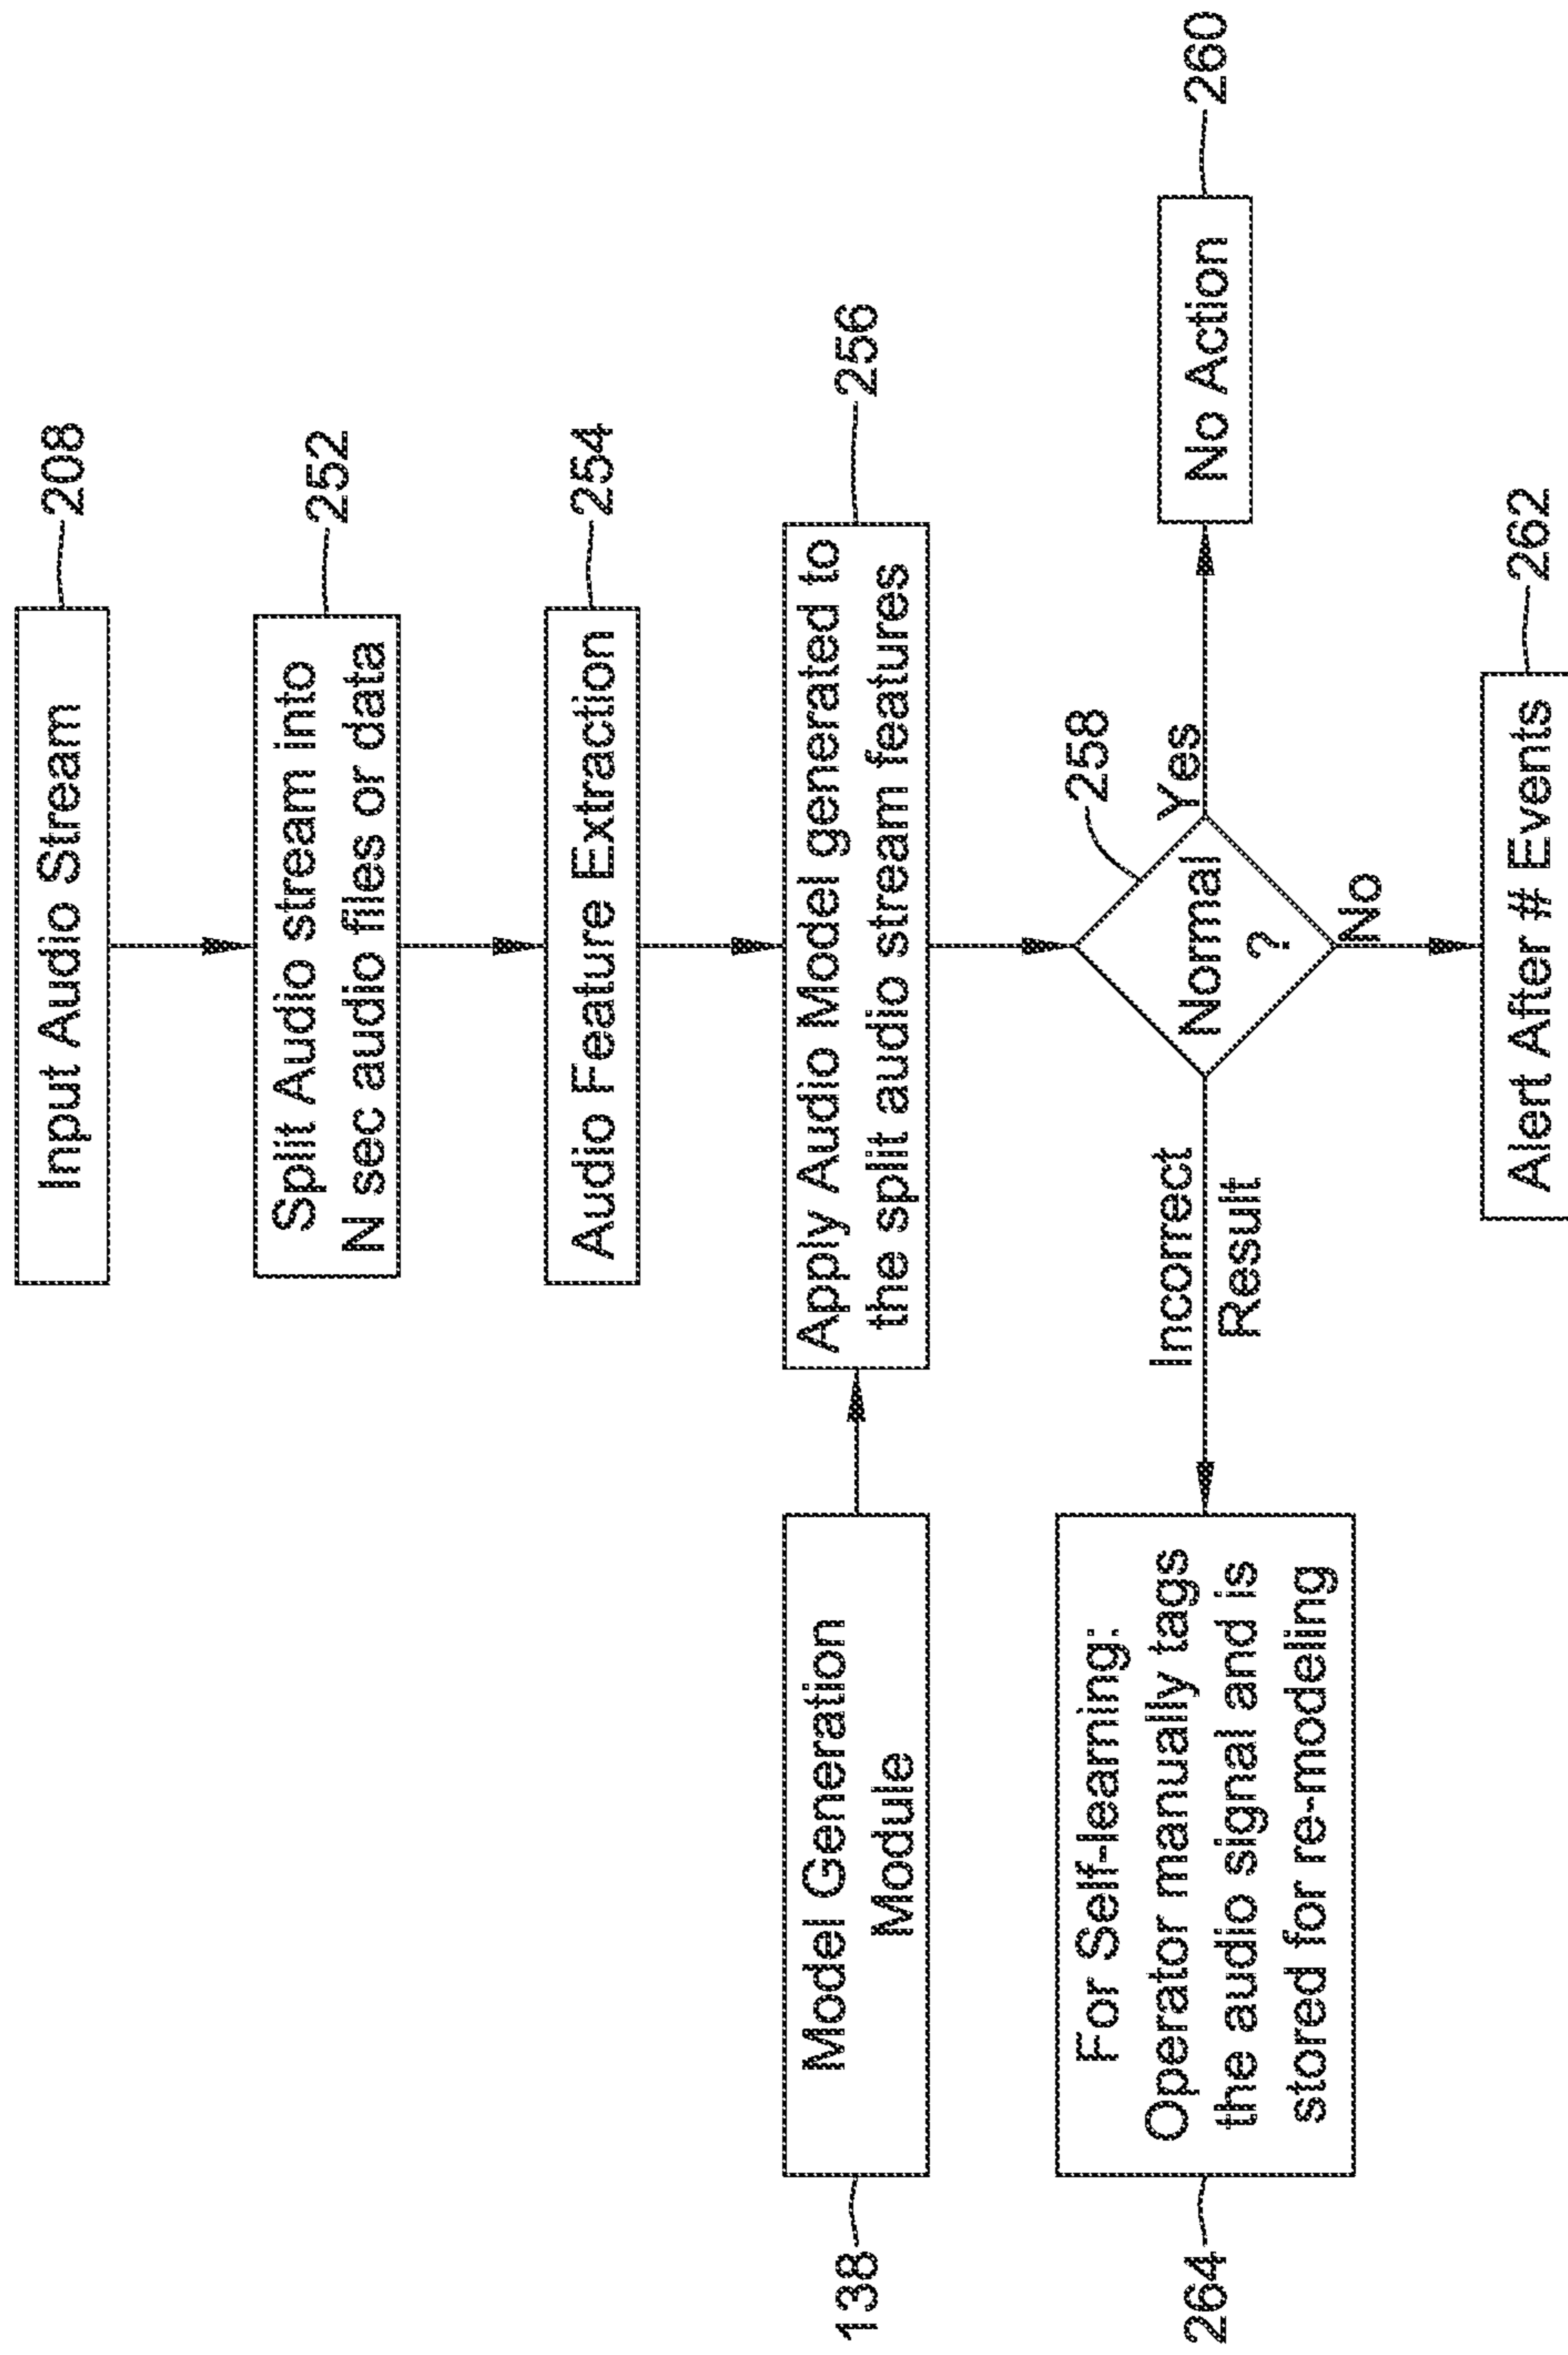 Input Audio Stream
208
Split Audio stream into
N sec audio files or data
252
Audio Feature Extraction
254
Model Generation
Module
138
Apply Audio Model generated to
the split audio stream features
256
Normal
?
258
Yes
No Action
260
Incorrect
Result
For Self-learning:
Operator manually tags
the audio signal and is
stored for re-modeling
264
No
Alert After # Events
262